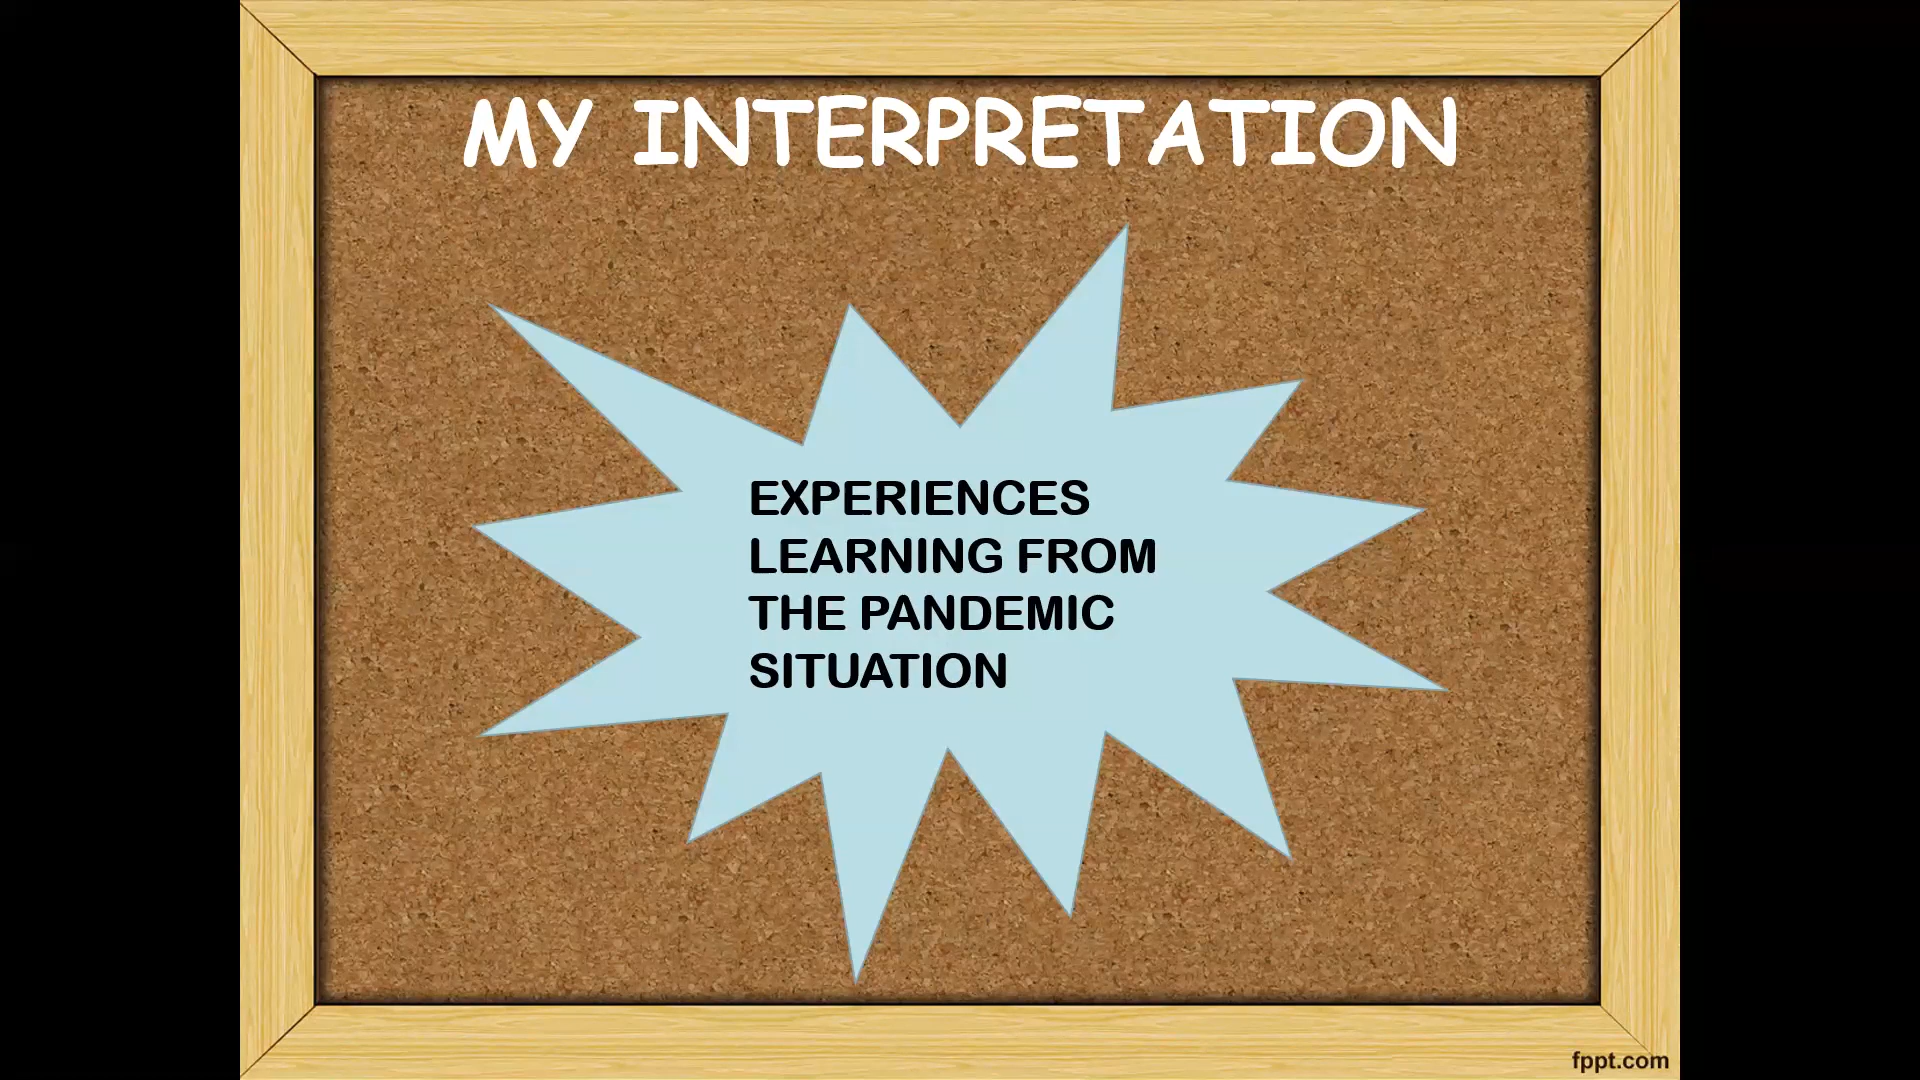 MY INTERPRETATION
EXPERIENCES
LEARNING FROM
THE PANDEMIC
SITUATION
fppt.com